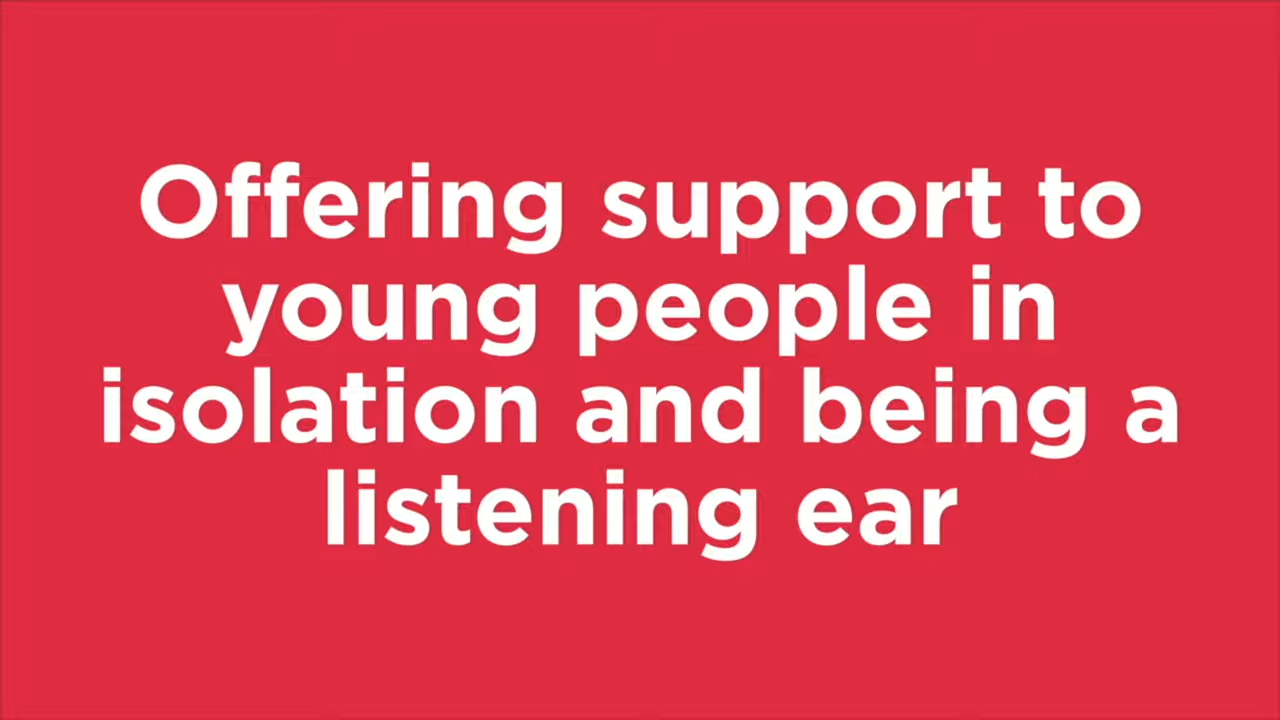 Offering support to
young people in
isolation and being a
listening ear